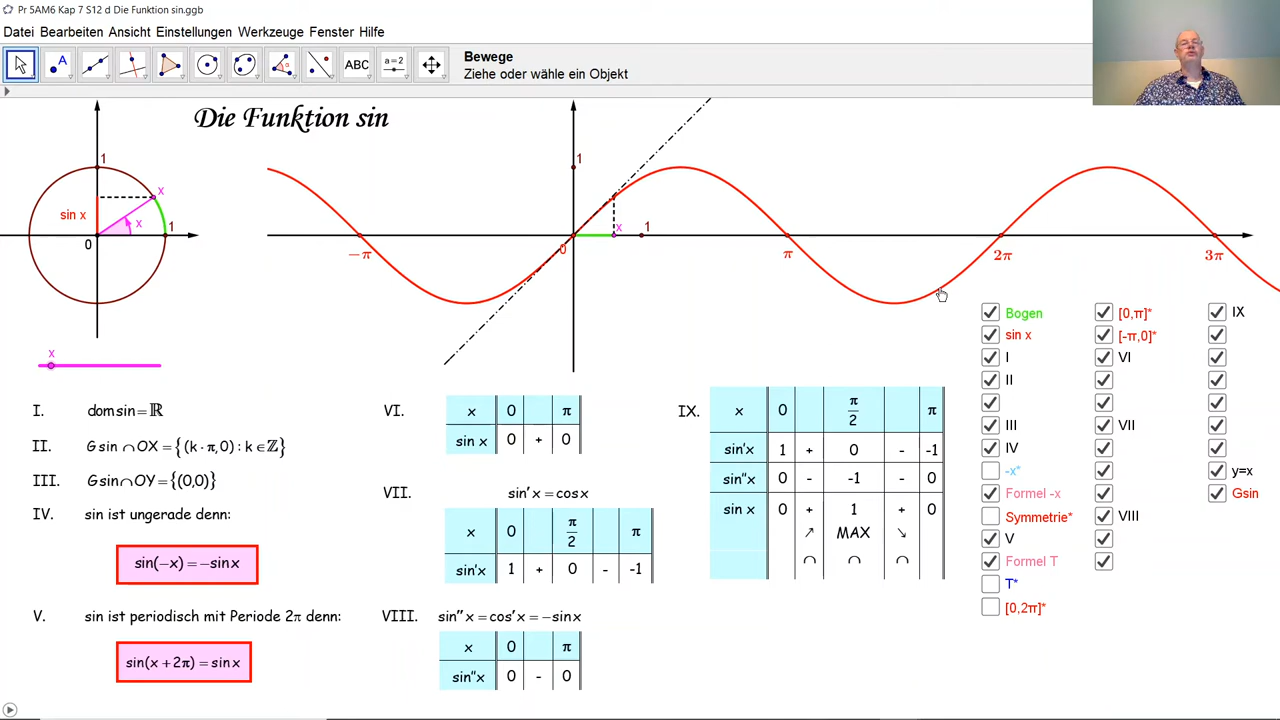 Pr 5AM6 Kap 7 S12 d Die Funktion sin.ggb
Datei Bearbeiten Ansicht Einstellungen Werkzeuge Fenster Hilfe
A
ABC
a=2
Bewege
Ziehe oder wähle ein Objekt
Die Funktion sin
1
x
sin x
x
1
0
x
1
0
x
1
−π
π
2π
3π
Bogen
sin x
I
II
III
IV
-x*
Formel -x
Symmetrie*
V
Formel T
T*
[0,2π]*
[0,π]*
[-π,0]*
VI
VII
VIII
IX
y=x
Gsin
I. dom sin = ℝ
II. G sin ∩ OX = {(k·π,0) : k ∈ ℤ}
III. G sin ∩ OY = {(0,0)}
IV. sin ist ungerade denn:
sin(-x) = -sin x
V. sin ist periodisch mit Periode 2π denn:
sin(x + 2π) = sin x
VI.
x 0 π
sin x 0 + 0
VII. sin' x = cos x
x 0 π/2 π
sin'x 1 + 0 - -1
VIII. sin'' x = cos' x = -sin x
x 0 π
sin''x 0 - 0
IX.
x 0 π/2 π
sin'x 1 + 0 - -1
sin''x 0 - -1 - 0
sin x 0 + 1 + 0
↗ MAX ↘
∩ ∩ ∩